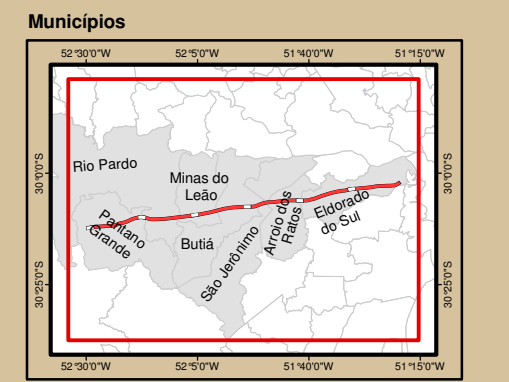 Municípios
52°30'0"W 52°5'0"W 51°40'0"W 51°15'0"W
30°0'0"S 30°0'0"S
Rio Pardo
Minas do
Leão
Pantano
Grande
Butiá
São Jerônimo
Arroio dos
Ratos
Eldorado
do Sul
30°25'0"S 30°25'0"S
52°30'0"W 52°5'0"W 51°40'0"W 51°15'0"W